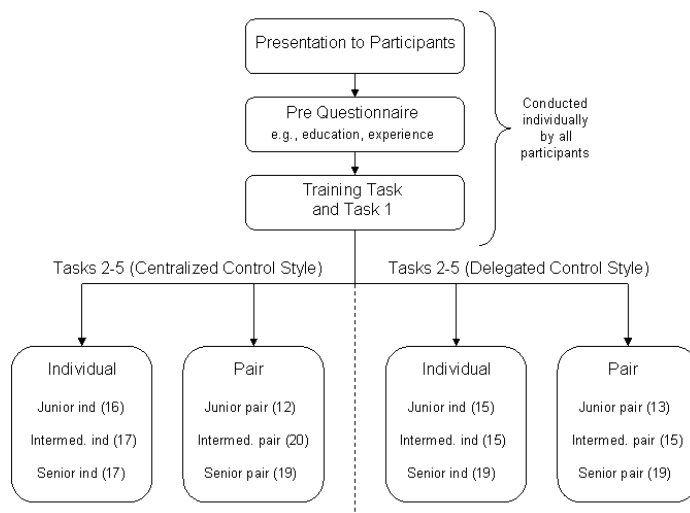 Presentation to Participants
Pre Questionnaire
e.g., education, experience
Training Task
and Task 1
Conducted
individually
by all
participants
Tasks 2-5 (Centralized Control Style)
Tasks 2-5 (Delegated Control Style)
Individual
Junior ind (16)
Intermed. ind (17)
Senior ind (17)
Pair
Junior pair (12)
Intermed. pair (20)
Senior pair (19)
Individual
Junior ind (15)
Intermed. ind (15)
Senior ind (19)
Pair
Junior pair (13)
Intermed. pair (15)
Senior pair (19)